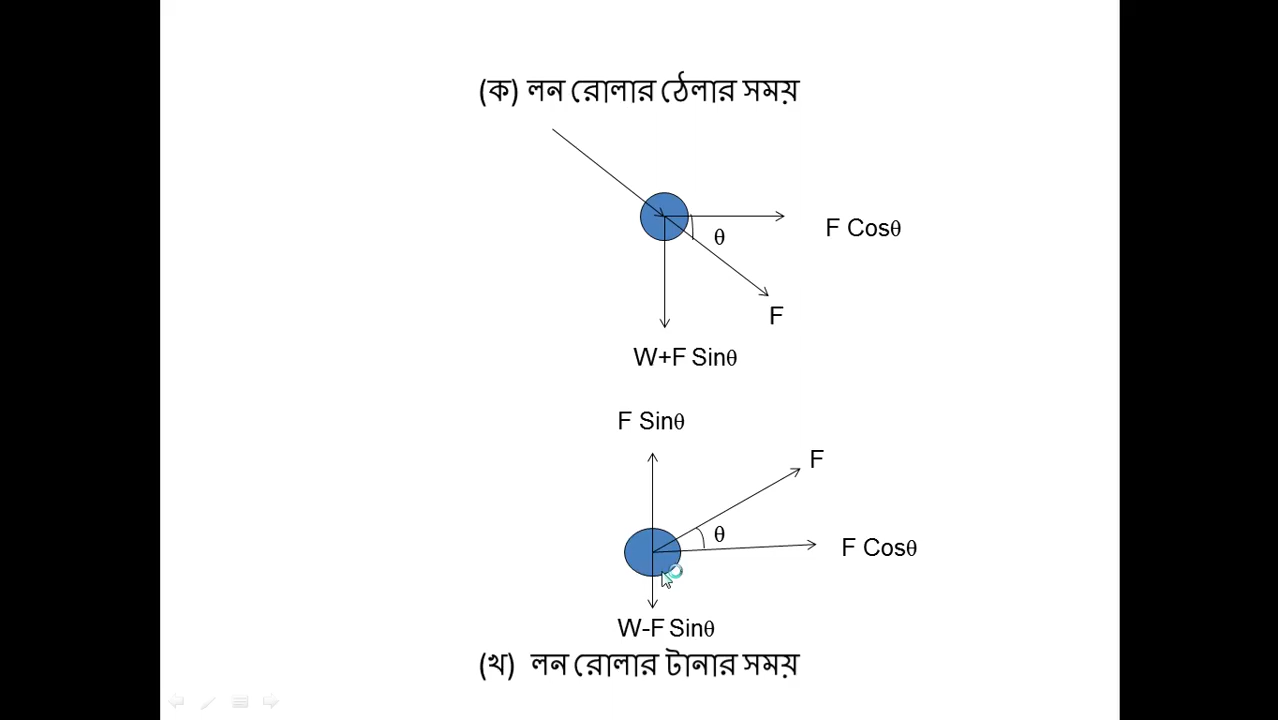 (ক) লন রোলার ঠেলার সময়
F Cosθ
θ
F
W+F Sinθ
F Sinθ
F
θ
F Cosθ
W-F Sinθ
(খ) লন রোলার টানার সময়